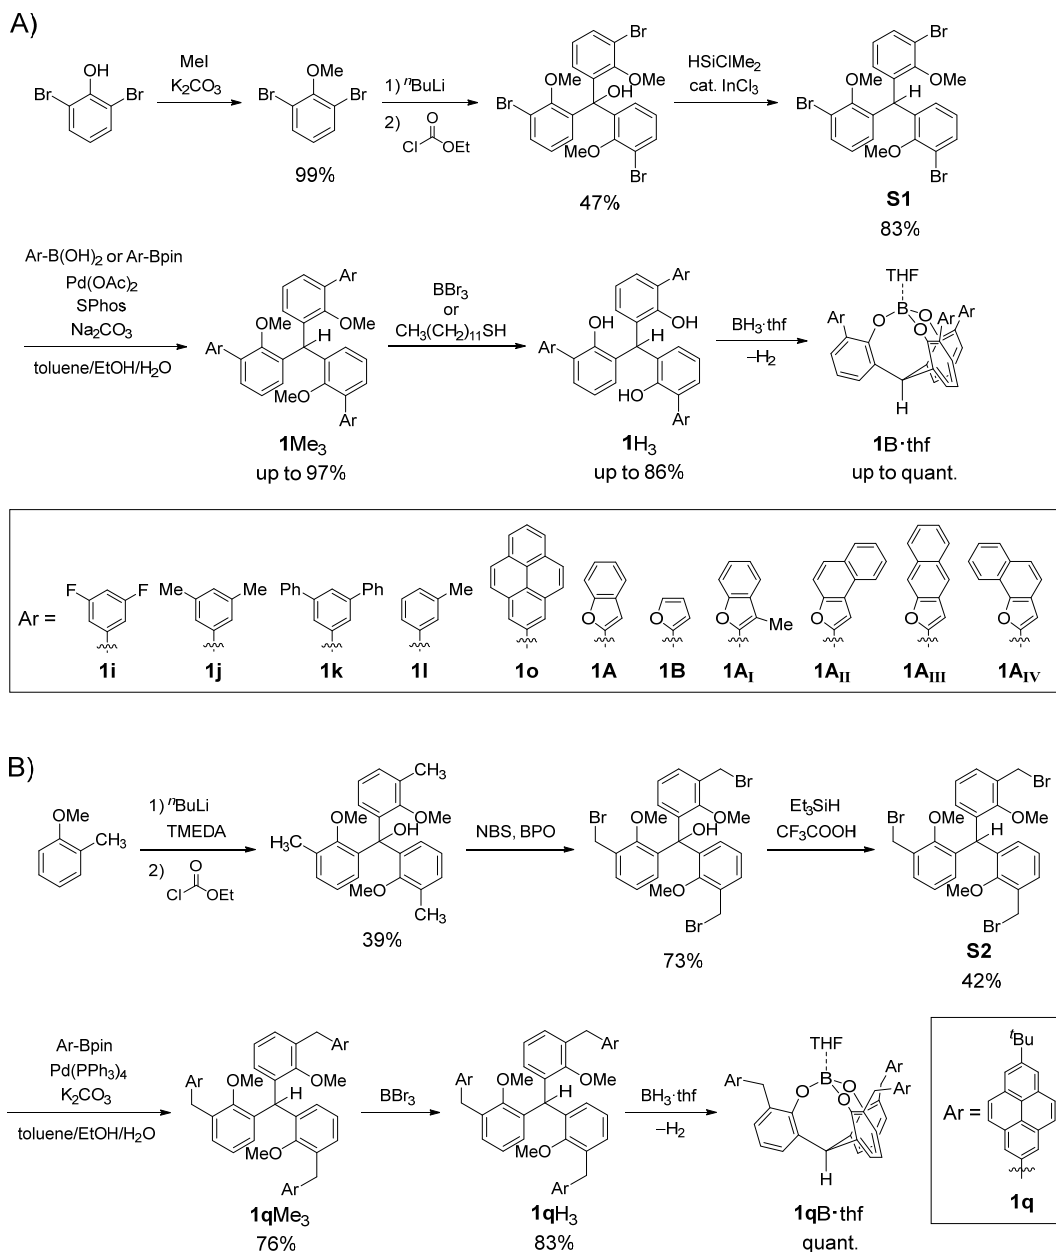 A)
OH
Br
Br
MeI
K2CO3
OMe
Br
Br
99%
1) nBuLi
2)
O
Cl
OEt
Br
OMe
OMe
OH
Br
MeO
Br
47%
HSiClMe2
cat. InCl3
Br
OMe
OMe
H
Br
MeO
Br
S1
83%
Ar-B(OH)2 or Ar-Bpin
Pd(OAc)2
SPhos
Na2CO3
toluene/EtOH/H2O
Ar
OMe
OMe
H
Ar
MeO
Ar
1Me3
up to 97%
BBr3
or
CH3(CH2)11SH
Ar
OH
OH
H
Ar
HO
Ar
1H3
up to 86%
BH3·thf
–H2
THF
B
O
O
O
Ar
Ar
Ar
H
1B·thf
up to quant.
Ar =
F
F
1i
Me
Me
1j
Ph
Ph
1k
Me
1l
1o
O
1A
O
1B
O
Me
1AI
O
1AII
O
1AIII
O
1AIV
B)
OMe
CH3
1) nBuLi
TMEDA
2)
O
Cl
OEt
CH3
OMe
OMe
OH
H3C
MeO
CH3
39%
NBS, BPO
Br
Br
OMe
OMe
OH
MeO
Br
73%
Et3SiH
CF3COOH
Br
Br
OMe
OMe
H
MeO
Br
S2
42%
Ar-Bpin
Pd(PPh3)4
K2CO3
toluene/EtOH/H2O
Ar
Ar
OMe
OMe
H
MeO
Ar
1qMe3
76%
BBr3
Ar
Ar
OMe
OMe
H
MeO
Ar
1qH3
83%
BH3·thf
–H2
THF
B
O
O
O
Ar
Ar
Ar
H
1qB·thf
quant.
tBu
Ar =
1q